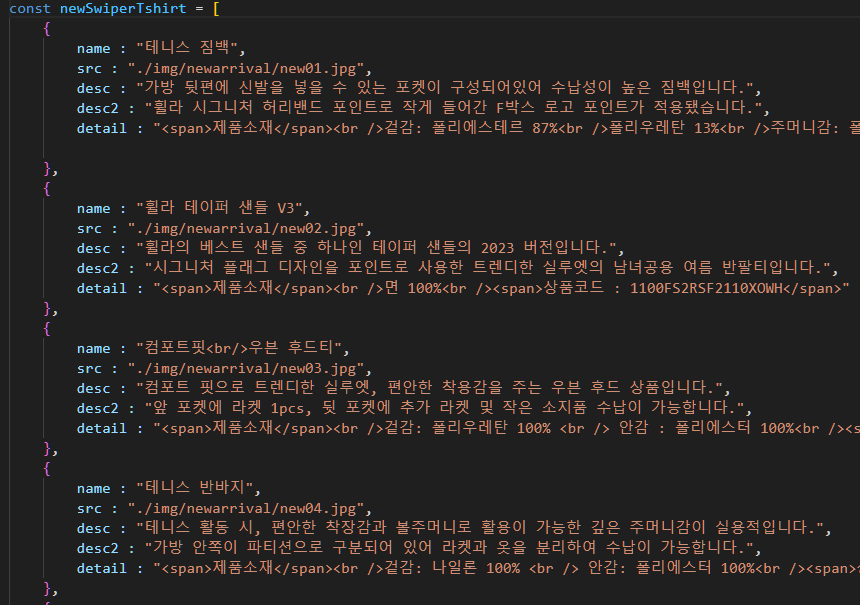 const newSwiperTshirt = [
{
name : "테니스 짐백",
src : "./img/newarrival/new01.jpg",
desc : "가방 뒷편에 신발을 넣을 수 있는 포켓이 구성되어있어 수납성이 높은 짐백입니다.",
desc2 : "휠라 시그니처 허리밴드 포인트로 작게 들어간 F박스 로고 포인트가 적용됐습니다.",
detail : "<span>제품소재</span><br />겉감: 폴리에스테르 87%<br />폴리우레탄 13%<br />주머니감: 폴
},
{
name : "휠라 테이퍼 샌들 V3",
src : "./img/newarrival/new02.jpg",
desc : "휠라의 베스트 샌들 중 하나인 테이퍼 샌들의 2023 버전입니다.",
desc2 : "시그니처 플래그 디자인을 포인트로 사용한 트렌디한 실루엣의 남녀공용 여름 반팔티입니다.",
detail : "<span>제품소재</span><br />면 100%<br /><span>상품코드 : 1100FS2RSF2110XOWH</span>"
},
{
name : "컴포트핏<br/>우븐 후드티",
src : "./img/newarrival/new03.jpg",
desc : "컴포트 핏으로 트렌디한 실루엣, 편안한 착용감을 주는 우븐 후드 상품입니다.",
desc2 : "앞 포켓에 라켓 1pcs, 뒷 포켓에 추가 라켓 및 작은 소지품 수납이 가능합니다.",
detail : "<span>제품소재</span><br />겉감: 폴리우레탄 100% <br /> 안감 : 폴리에스터 100%<br /><s
},
{
name : "테니스 반바지",
src : "./img/newarrival/new04.jpg",
desc : "테니스 활동 시, 편안한 착장감과 볼주머니로 활용이 가능한 깊은 주머니감이 실용적입니다.",
desc2 : "가방 안쪽이 파티션으로 구분되어 있어 라켓과 옷을 분리하여 수납이 가능합니다.",
detail : "<span>제품소재</span><br />겉감: 나일론 100% <br /> 안감: 폴리에스터 100%<br /><span>
},